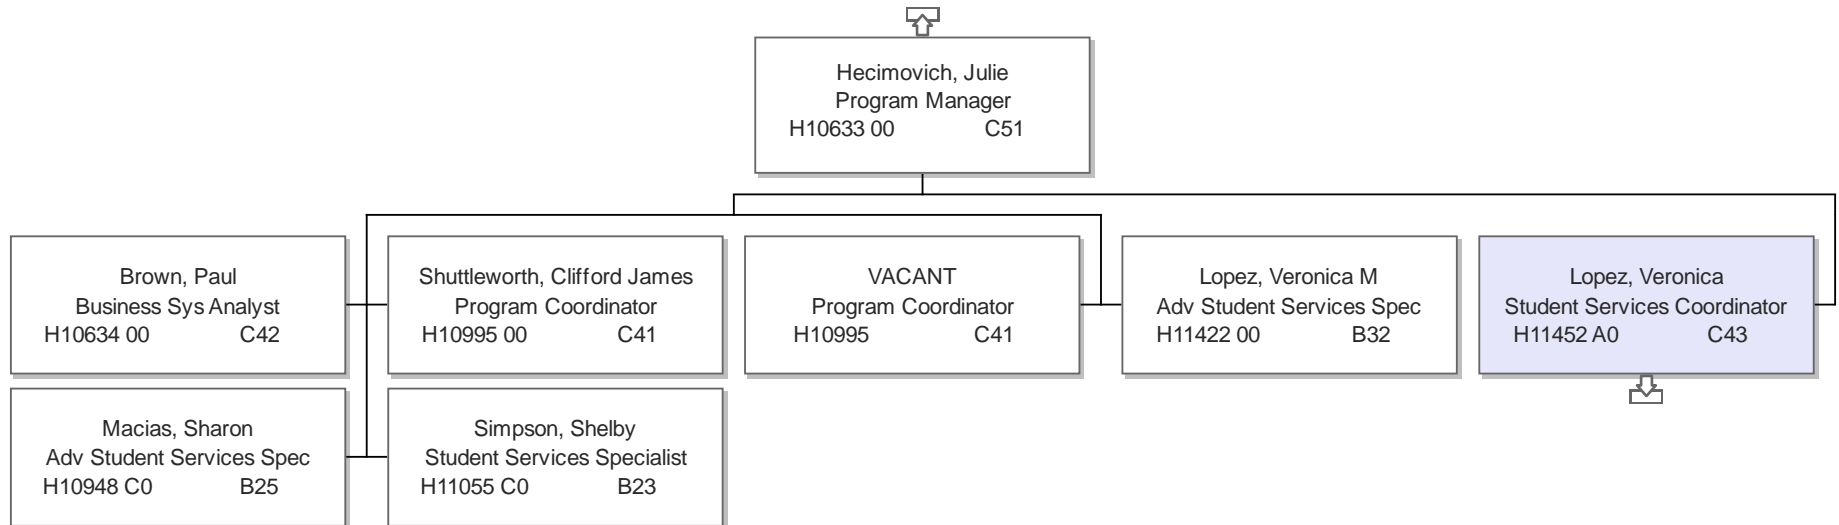 Hecimovich, Julie
Program Manager
H10633 00 C51
Brown, Paul
Business Sys Analyst
H10634 00 C42
Shuttleworth, Clifford James
Program Coordinator
H10995 00 C41
VACANT
Program Coordinator
H10995 C41
Lopez, Veronica M
Adv Student Services Spec
H11422 00 B32
Lopez, Veronica
Student Services Coordinator
H11452 A0 C43
Macias, Sharon
Adv Student Services Spec
H10948 C0 B25
Simpson, Shelby
Student Services Specialist
H11055 C0 B23